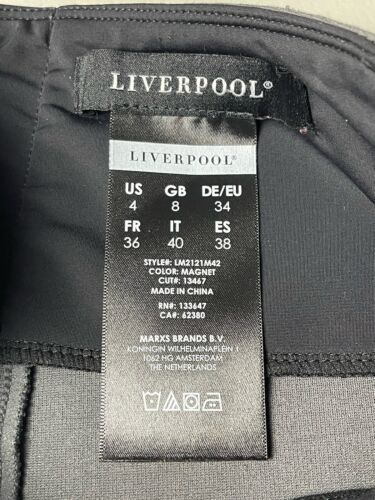 LIVERPOOL®
LIVERPOOL®
US GB DE/EU
4 8 34
FR IT ES
36 40 38
STYLE#: LM2121M42
COLOR: MAGNET
CUT#: 13467
MADE IN CHINA
RN#: 133647
CA#: 62380
MARXS BRANDS B.V.
KONINGIN WILHELMINAPLEIN 1
1062 HG AMSTERDAM
THE NETHERLANDS